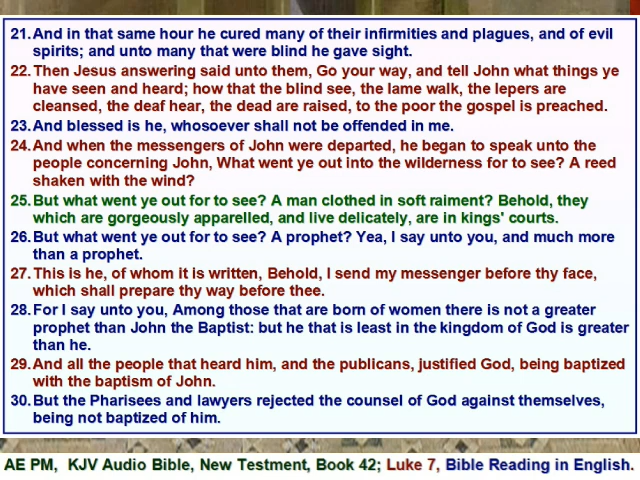 21. And in that same hour he cured many of their infirmities and plagues, and of evil
spirits; and unto many that were blind he gave sight.
22. Then Jesus answering said unto them, Go your way, and tell John what things ye
have seen and heard; how that the blind see, the lame walk, the lepers are
cleansed, the deaf hear, the dead are raised, to the poor the gospel is preached.
23. And blessed is he, whosoever shall not be offended in me.
24. And when the messengers of John were departed, he began to speak unto the
people concerning John, What went ye out into the wilderness for to see? A reed
shaken with the wind?
25. But what went ye out for to see? A man clothed in soft raiment? Behold, they
which are gorgeously apparelled, and live delicately, are in kings' courts.
26. But what went ye out for to see? A prophet? Yea, I say unto you, and much more
than a prophet.
27. This is he, of whom it is written, Behold, I send my messenger before thy face,
which shall prepare thy way before thee.
28. For I say unto you, Among those that are born of women there is not a greater
prophet than John the Baptist: but he that is least in the kingdom of God is greater
than he.
29. And all the people that heard him, and the publicans, justified God, being baptized
with the baptism of John.
30. But the Pharisees and lawyers rejected the counsel of God against themselves,
being not baptized of him.
AE PM, KJV Audio Bible, New Testment, Book 42; Luke 7, Bible Reading in English.